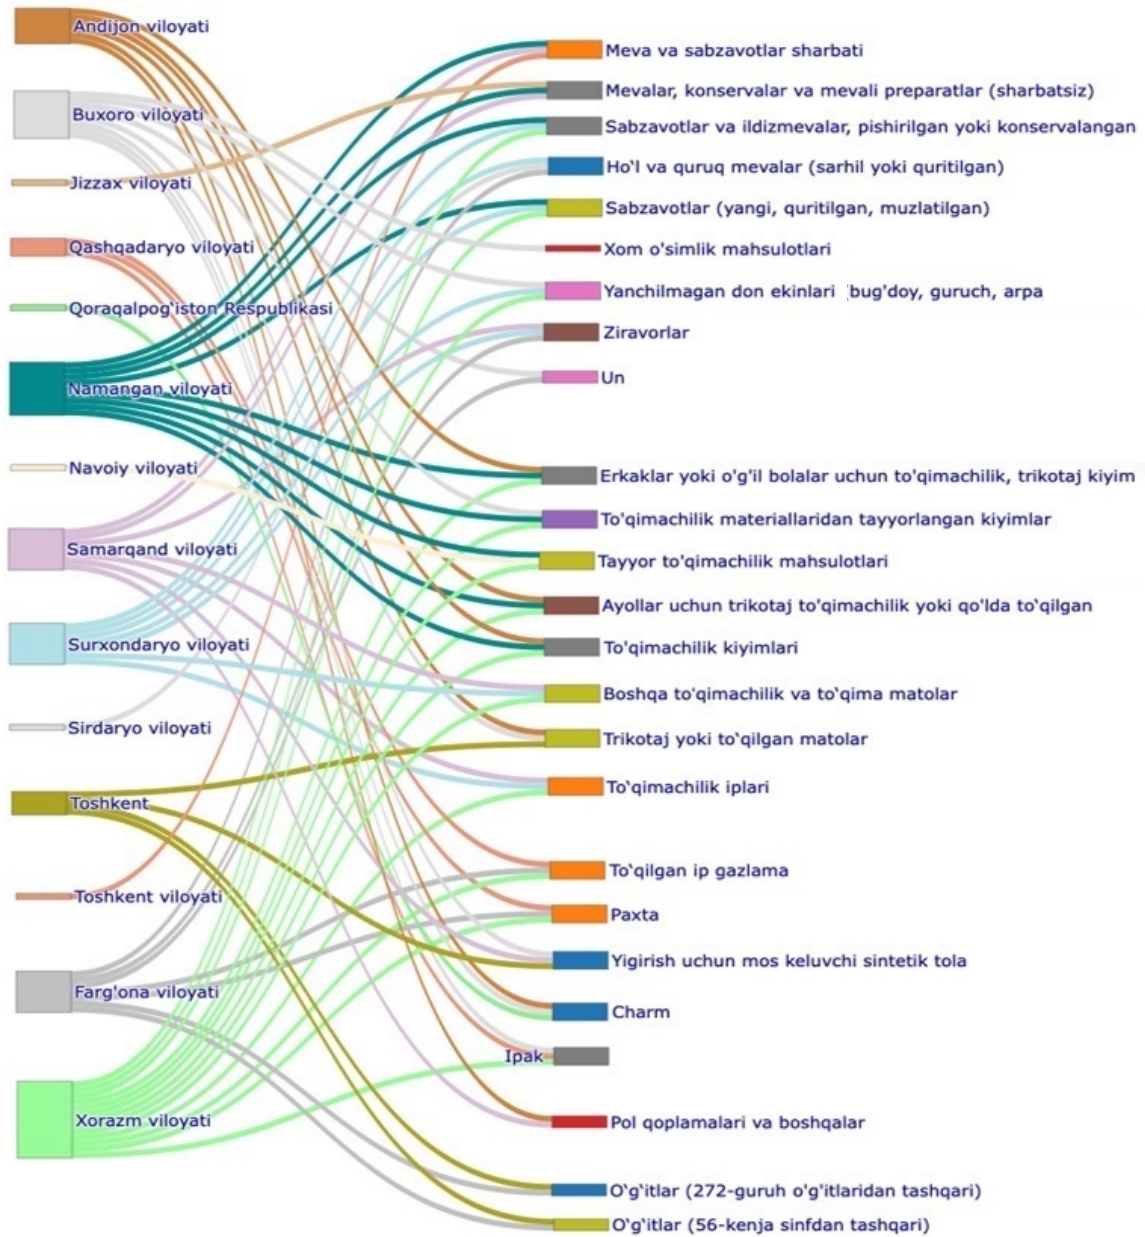 Andijon viloyati
Buxoro viloyati
Jizzax viloyati
Qashqadaryo viloyati
Qoraqalpog‘iston Respublikasi
Namangan viloyati
Navoiy viloyati
Samarqand viloyati
Surxondaryo viloyati
Sirdaryo viloyati
Toshkent
Toshkent viloyati
Farg'ona viloyati
Xorazm viloyati
Meva va sabzavotlar sharbati
Mevalar, konservalar va mevali preparatlar (sharbatsiz)
Sabzavotlar va ildizmevalar, pishirilgan yoki konservalangan
Ho‘l va quruq mevalar (sarhil yoki quritilgan)
Sabzavotlar (yangi, quritilgan, muzlatilgan)
Xom o'simlik mahsulotlari
Yanchilmagan don ekinlari (bug'doy, guruch, arpa
Ziravorlar
Un
Erkaklar yoki o'g'il bolalar uchun to'qimachilik, trikotaj kiyim
To'qimachilik materiallaridan tayyorlangan kiyimlar
Tayyor to'qimachilik mahsulotlari
Ayollar uchun trikotaj to'qimachilik yoki qo'lda to‘qilgan
To'qimachilik kiyimlari
Boshqa to‘qimachilik va to‘qima matolar
Trikotaj yoki to‘qilgan matolar
To‘qimachilik iplari
To‘qilgan ip gazlama
Paxta
Yigirish uchun mos keluvchi sintetik tola
Charm
Ipak
Pol qoplamalari va boshqalar
O‘g‘itlar (272-guruh o'g'itlaridan tashqari)
O‘g‘itlar (56-kenja sinfdan tashqari)